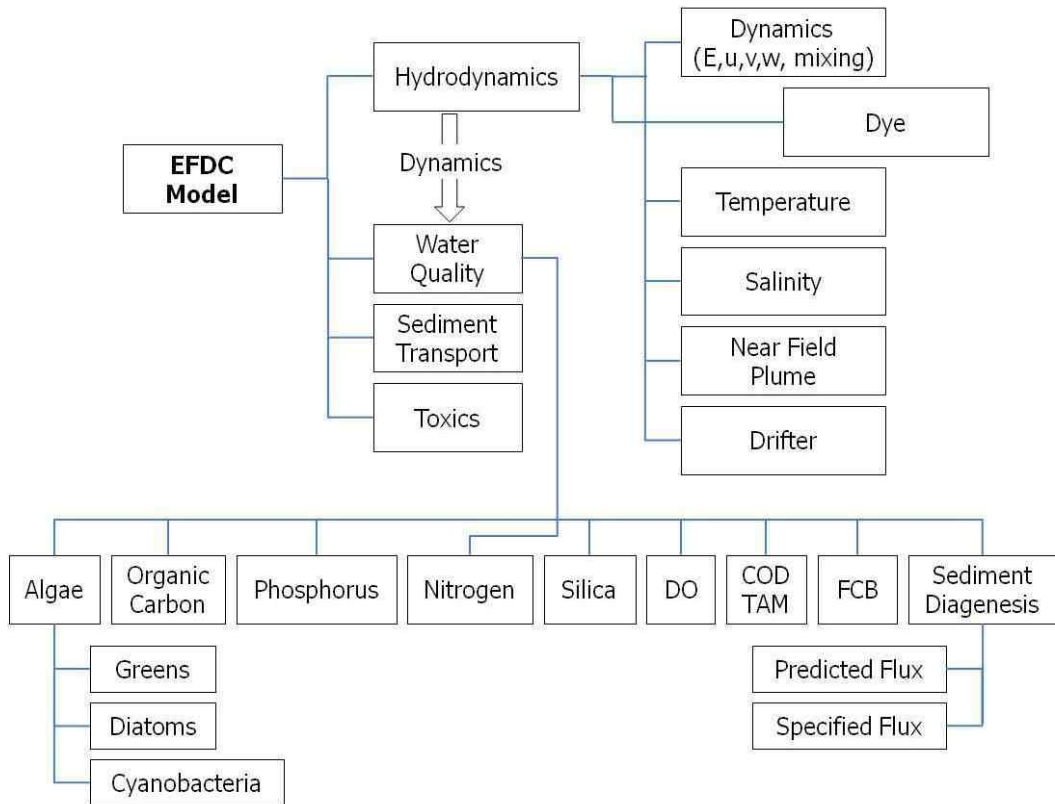 EFDC
Model
Hydrodynamics
Dynamics
Water
Quality
Sediment
Transport
Toxics
Dynamics
(E,u,v,w, mixing)
Dye
Temperature
Salinity
Near Field
Plume
Drifter
Algae
Organic
Carbon
Phosphorus
Nitrogen
Silica
DO
COD
TAM
FCB
Sediment
Diagenesis
Greens
Diatoms
Cyanobacteria
Predicted Flux
Specified Flux